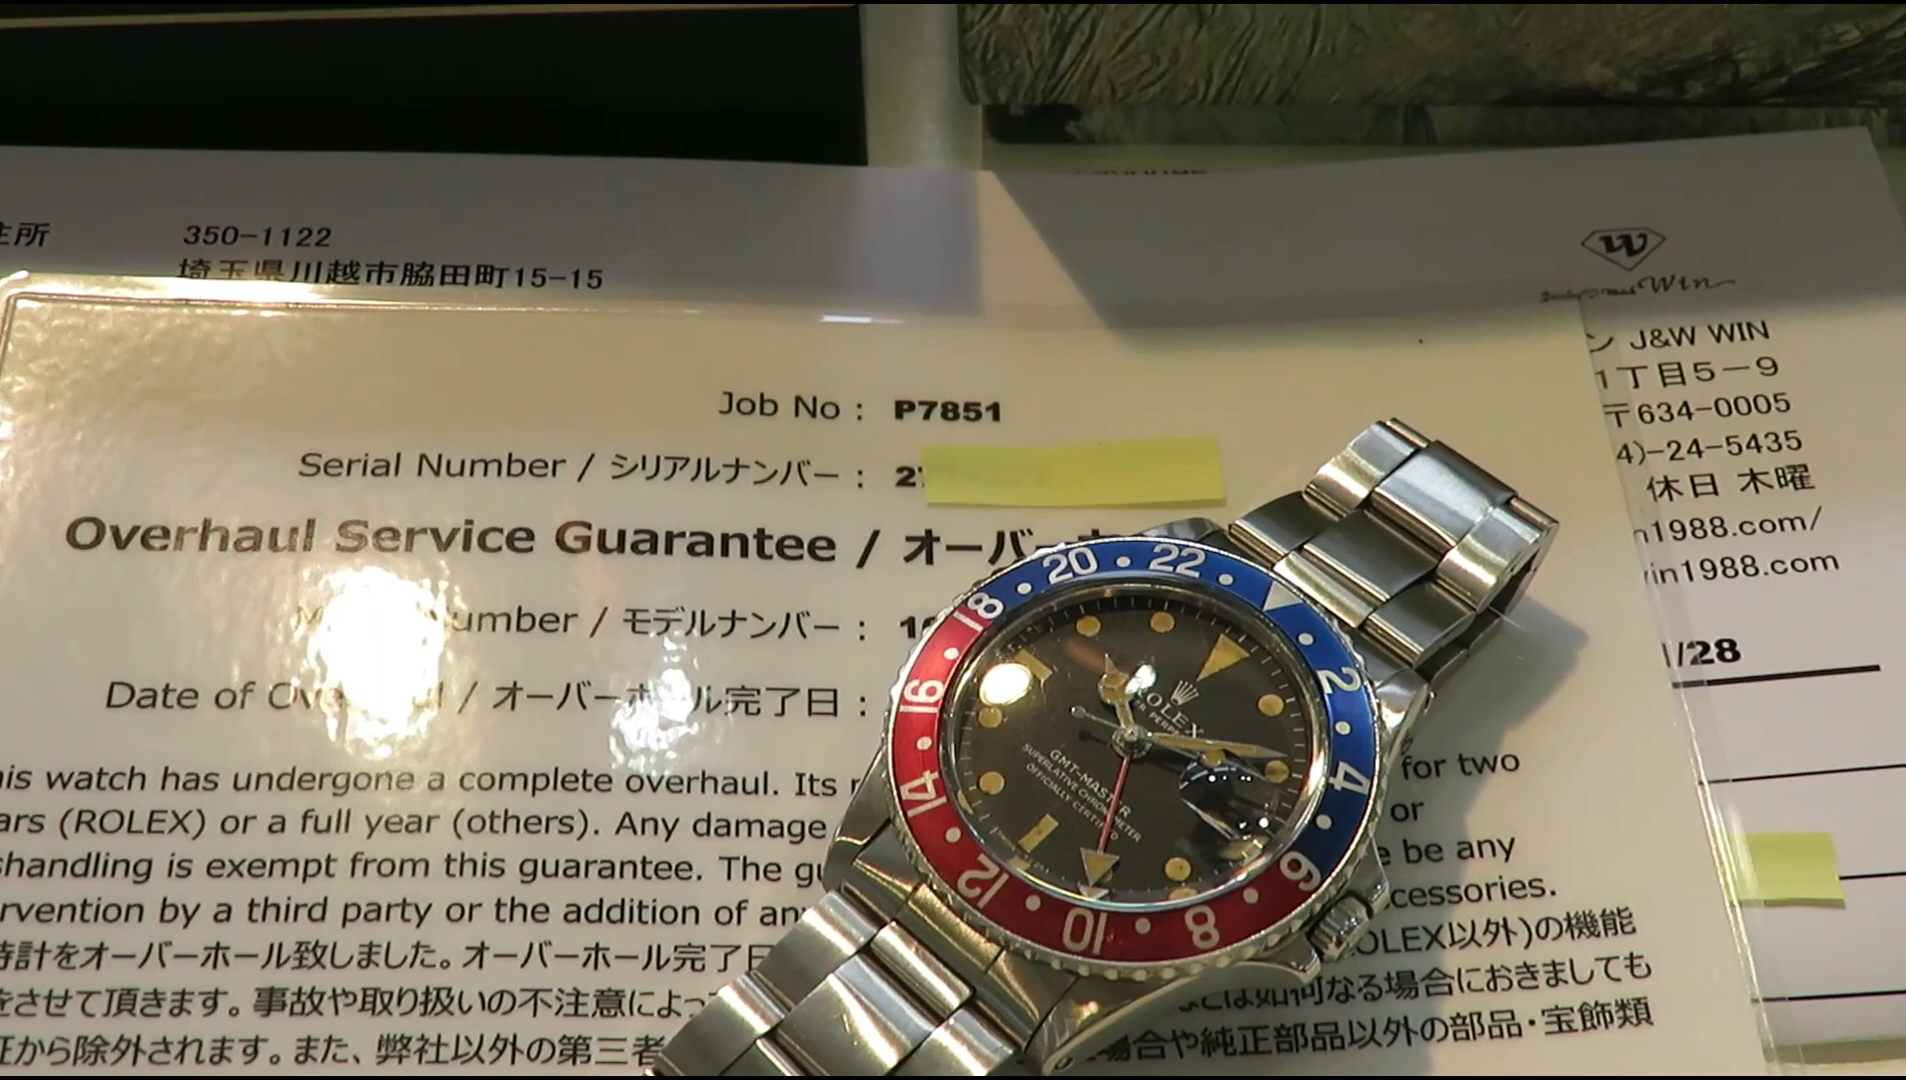 住所 350-1122
埼玉県川越市脇田町15-15
W
Win
J&W WIN
1丁目5-9
〒634-0005
4)-24-5435
休日 木曜
n1988.com/
in1988.com
/28
Job No : P7851
Serial Number / シリアルナンバー : 2
Overhaul Service Guarantee / オーバー
Number / モデルナンバー : 1
Date of / オーバーホール完了日 :
his watch has undergone a complete overhaul. Its for two
ars (ROLEX) or a full year (others). Any damage or
shandling is exempt from this guarantee. The be any
rvention by a third party or the addition of ccessories.
時計をオーバーホール致しました。オーバーホール完了日 OLEX以外)の機能
をさせて頂きます。事故や取り扱いの不注意によっ 如何なる場合におきましても
証から除外されます。また、弊社以外の第三者 場合や純正部品以外の部品・宝飾類
20 22 2 4 6 8 10 12 14 16 18
ROLEX
GMT-MASTER
SUPERLATIVE CHRONOMETER
OFFICIALLY CERTIFIED